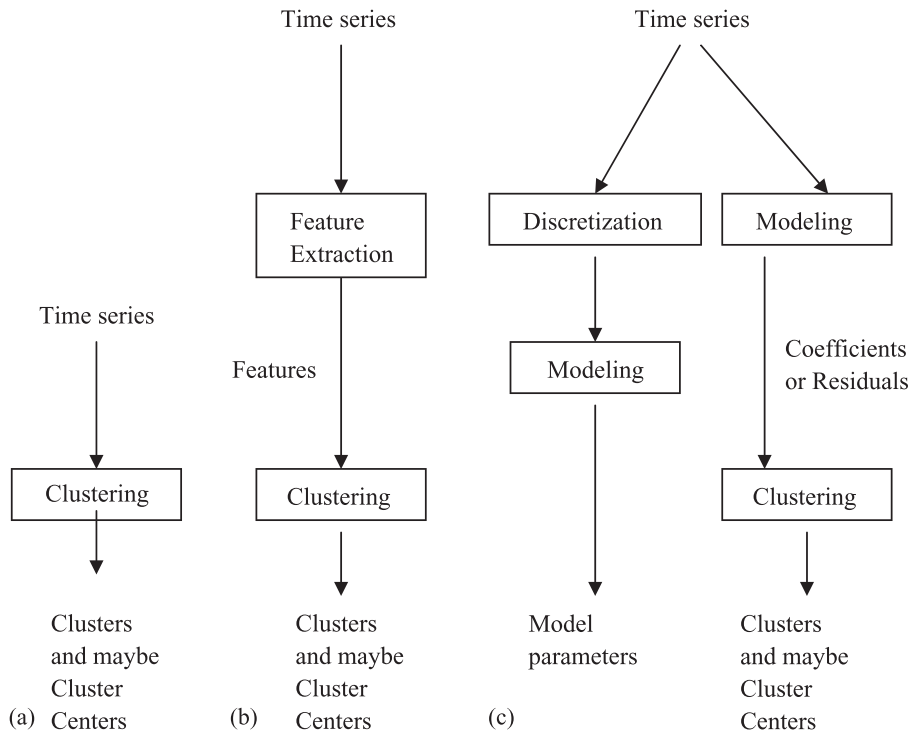 Time series
Clustering
Clusters
and maybe
Cluster
Centers
(a)
Time series
Feature
Extraction
Features
Clustering
Clusters
and maybe
Cluster
Centers
(b)
Time series
Discretization
Modeling
Model
parameters
Modeling
Coefficients
or Residuals
Clustering
Clusters
and maybe
Cluster
Centers
(c)